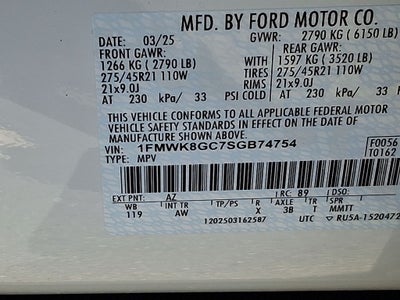 MFD. BY FORD MOTOR CO.
DATE: 03/25 GVWR: 2790 KG ( 6150 LB)
FRONT GAWR: REAR GAWR:
1266 KG ( 2790 LB) WITH 1597 KG ( 3520 LB)
275/45R21 110W TIRES 275/45R21 110W
21x9.0J RIMS 21x9.0J
AT 230 kPa/ 33 PSI COLD AT 230 kPa/ 33
THIS VEHICLE CONFORMS TO ALL APPLICABLE FEDERAL MOTOR
VEHICLE SAFETY STANDARDS IN EFFECT ON THE DATE OF
MANUFACTURE SHOWN ABOVE.
VIN: 1FMWK8GC7SGB74754 F0056
TYPE: MPV T0162
EXT PNT: AZ RC: 89 DSO:
WB INT TR TP/PS R AXLE TR SPR
119 AW X 3B T MMTT
1202503162587 UTC RU5A-1520472